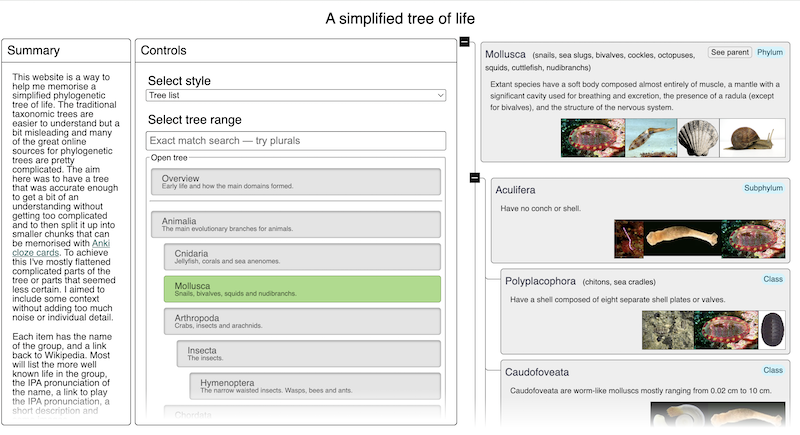 A simplified tree of life
Summary
This website is a way to
help me memorise a
simplified phylogenetic
tree of life. The traditional
taxonomic trees are
easier to understand but a
bit misleading and many
of the great online
sources for phylogenetic
trees are pretty
complicated. The aim
here was to have a tree
that was accurate enough
to get a bit of an
understanding without
getting too complicated
and to then split it up into
smaller chunks that can
be memorised with Anki
cloze cards. To achieve
this I've mostly flattened
complicated parts of the
tree or parts that seemed
less certain. I aimed to
include some context
without adding too much
noise or individual detail.
Each item has the name
of the group, and a link
back to Wikipedia. Most
will list the more well
known life in the group,
the IPA pronunciation of
the name, a link to play
the IPA pronunciation, a
short description and
Controls
Select style
Tree list
Select tree range
Exact match search — try plurals
Open tree
Overview
Early life and how the main domains formed.
Animalia
The main evolutionary branches for animals.
Cnidaria
Jellyfish, corals and sea anenomes.
Mollusca
Snails, bivalves, squids and nudibranchs.
Arthropoda
Crabs, insects and arachnids.
Insecta
The insects.
Hymenoptera
The narrow waisted insects. Wasps, bees and ants.
Chordata
Mollusca (snails, sea slugs, bivalves, cockles, octopuses, See parent Phylum
squids, cuttlefish, nudibranchs)
Extant species have a soft body composed almost entirely of muscle, a mantle with a
significant cavity used for breathing and excretion, the presence of a radula (except
for bivalves), and the structure of the nervous system.
Aculifera Subphylum
Have no conch or shell.
Polyplacophora (chitons, sea cradles) Class
Have a shell composed of eight separate shell plates or valves.
Caudofoveata Class
Caudofoveata are worm-like molluscs mostly ranging from 0.02 cm to 10 cm.